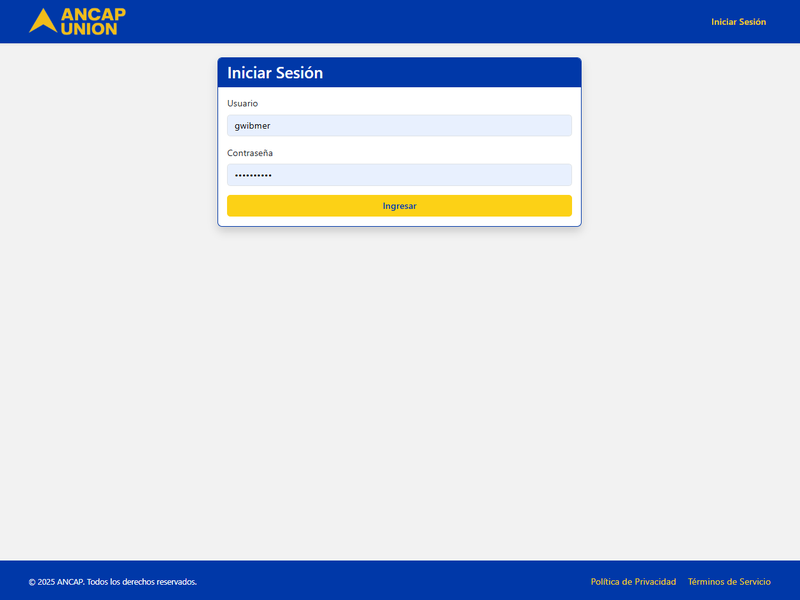 ANCAP
UNION
Iniciar Sesión
Iniciar Sesión
Usuario
gwibmer
Contraseña
••••••••••
Ingresar
© 2025 ANCAP. Todos los derechos reservados.
Política de Privacidad Términos de Servicio